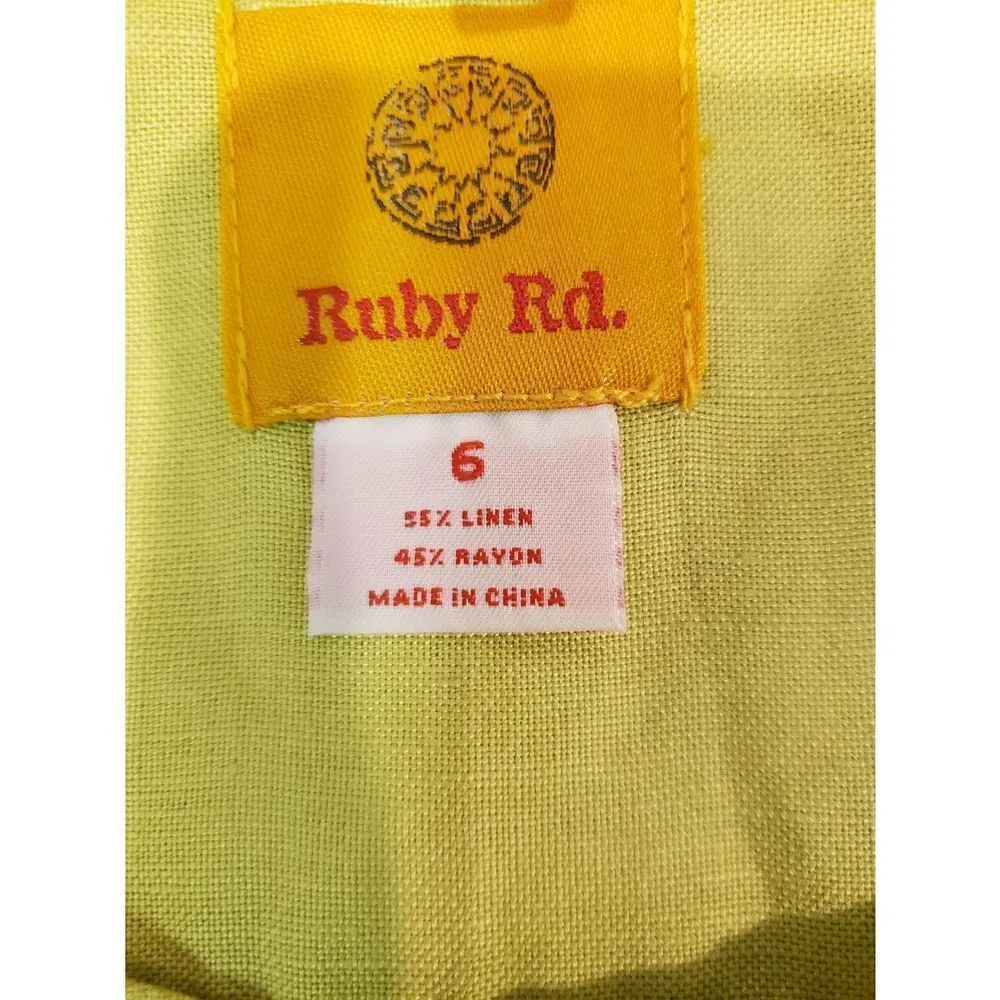 Ruby Rd.
6
55% LINEN
45% RAYON
MADE IN CHINA